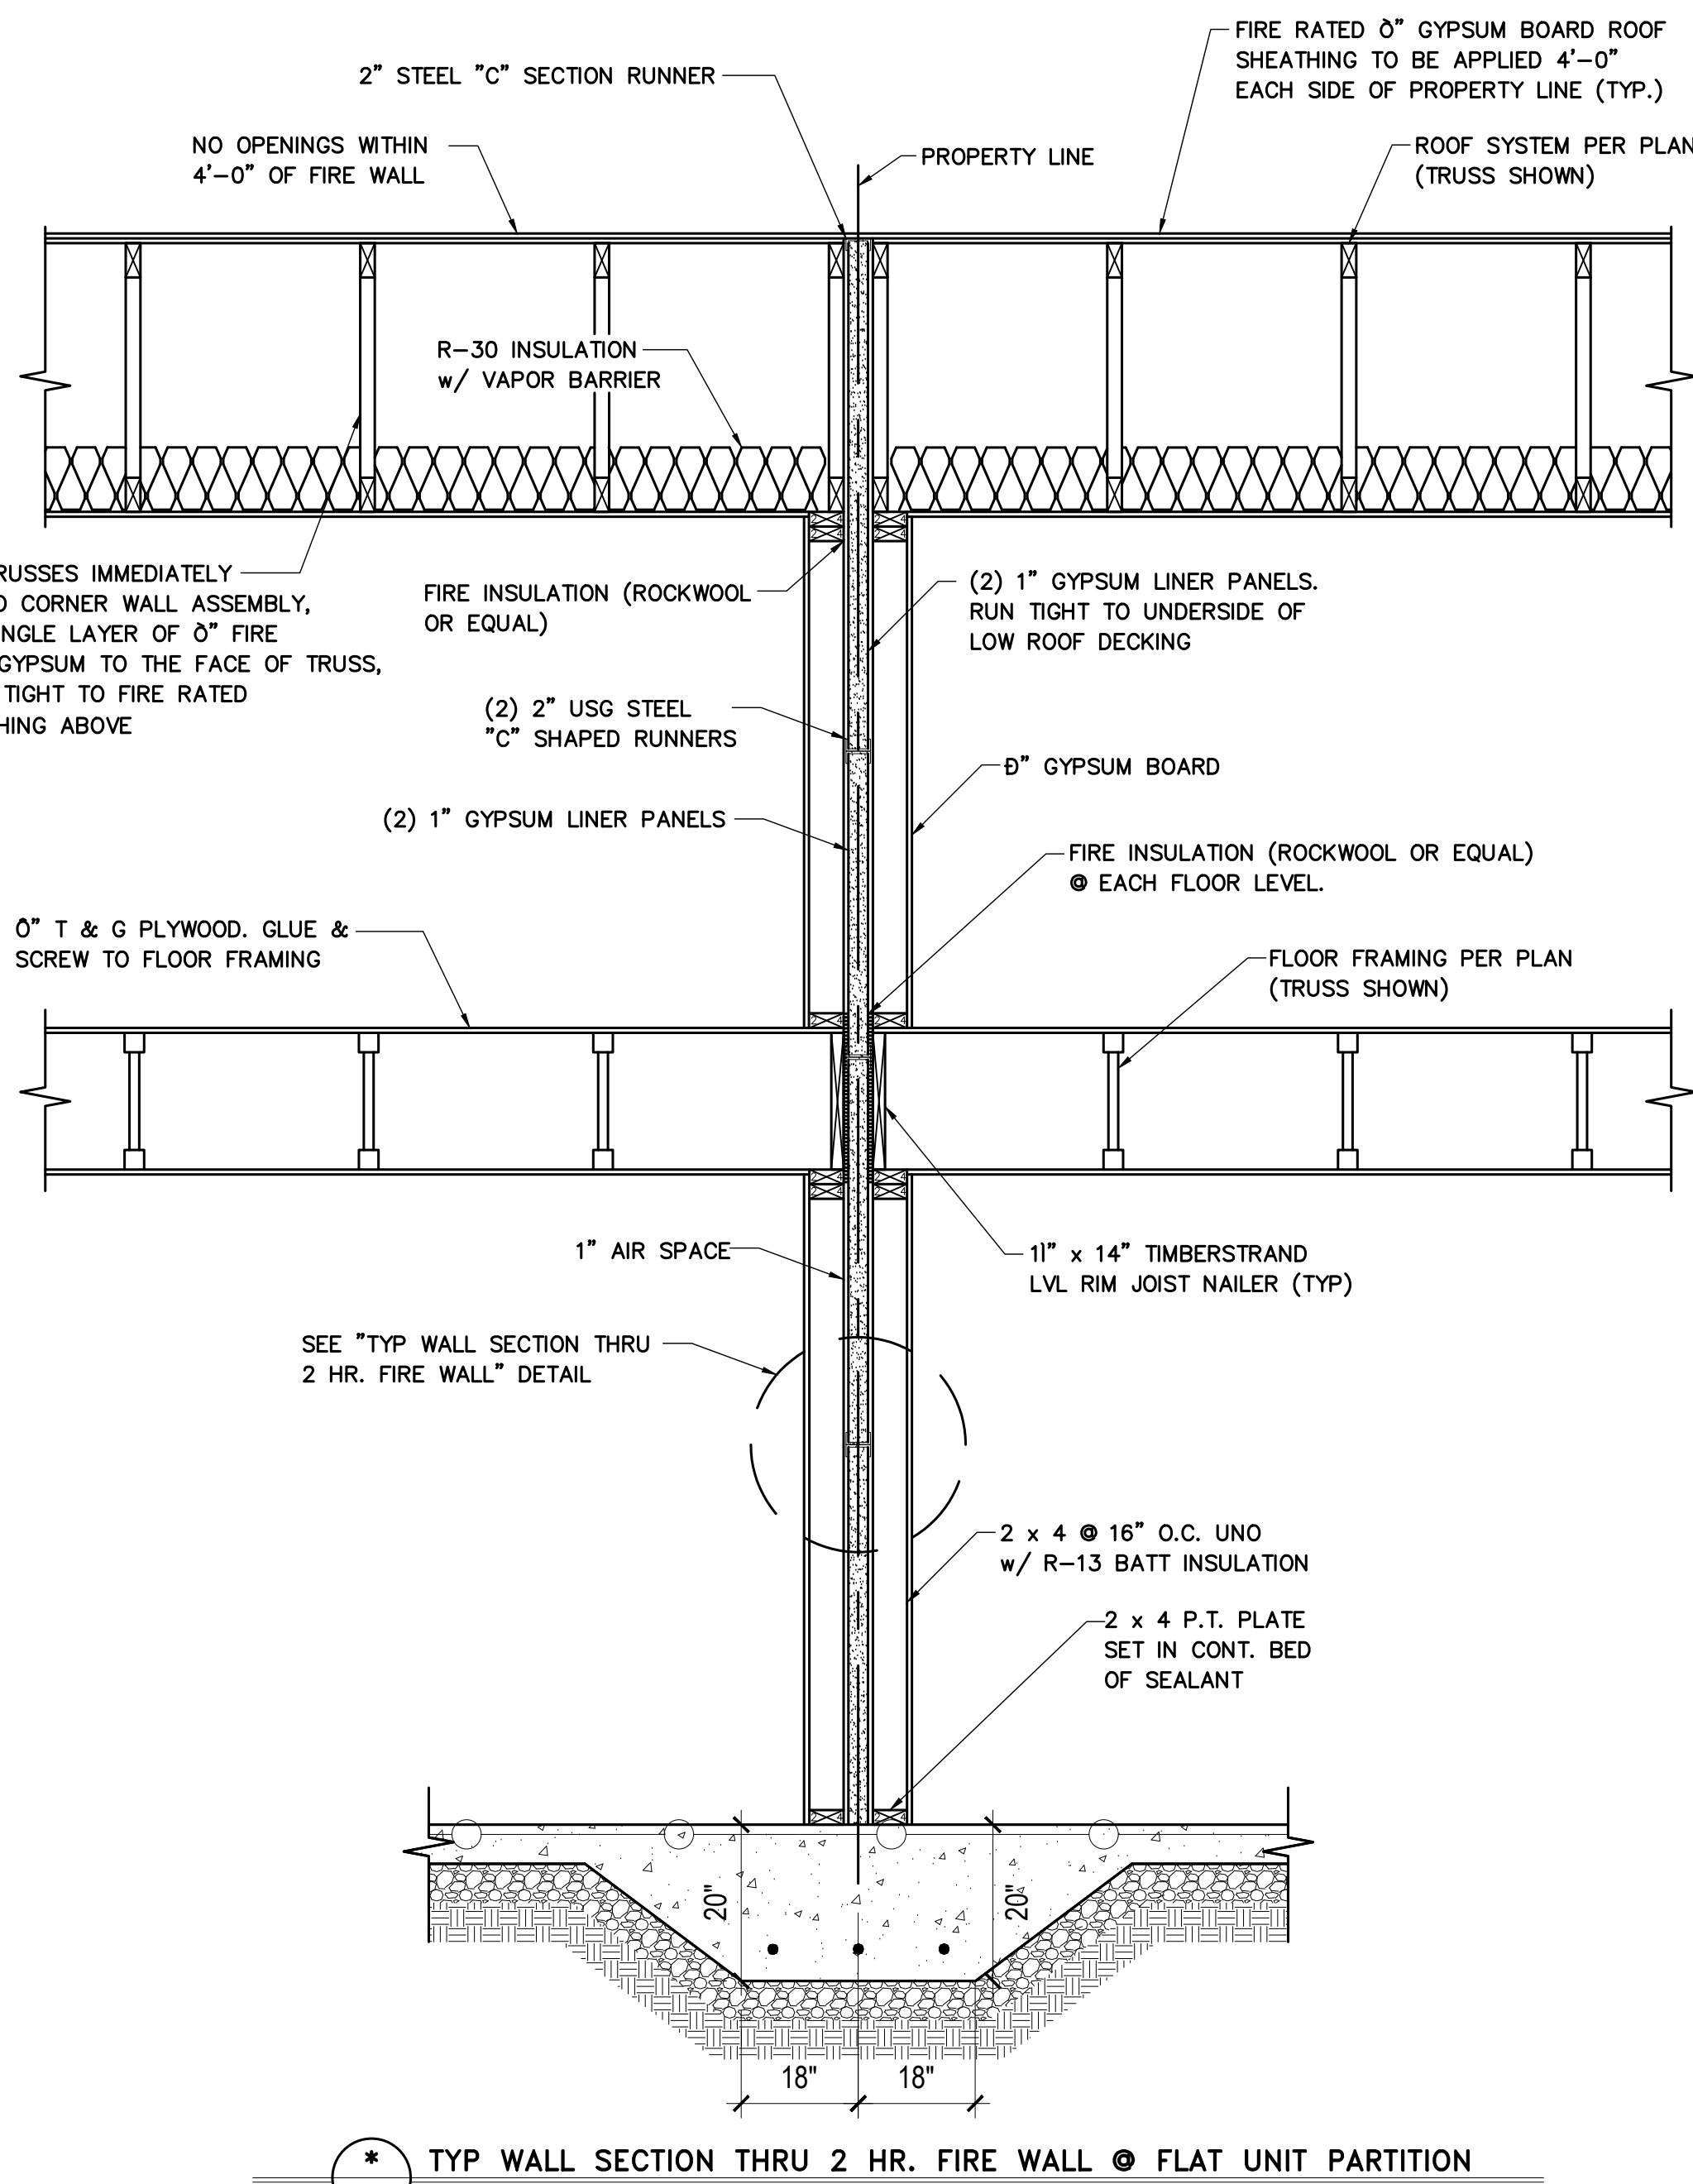 FIRE RATED Ò" GYPSUM BOARD ROOF
SHEATHING TO BE APPLIED 4'-0"
EACH SIDE OF PROPERTY LINE (TYP.)
2" STEEL "C" SECTION RUNNER
NO OPENINGS WITHIN
4'-0" OF FIRE WALL
PROPERTY LINE
ROOF SYSTEM PER PLAN
(TRUSS SHOWN)
R-30 INSULATION
w/ VAPOR BARRIER
RUSSES IMMEDIATELY
O CORNER WALL ASSEMBLY,
INGLE LAYER OF Ò" FIRE
GYPSUM TO THE FACE OF TRUSS,
TIGHT TO FIRE RATED
HING ABOVE
FIRE INSULATION (ROCKWOOL
OR EQUAL)
(2) 1" GYPSUM LINER PANELS.
RUN TIGHT TO UNDERSIDE OF
LOW ROOF DECKING
(2) 2" USG STEEL
"C" SHAPED RUNNERS
Ð" GYPSUM BOARD
(2) 1" GYPSUM LINER PANELS
FIRE INSULATION (ROCKWOOL OR EQUAL)
@ EACH FLOOR LEVEL.
Ô" T & G PLYWOOD. GLUE &
SCREW TO FLOOR FRAMING
FLOOR FRAMING PER PLAN
(TRUSS SHOWN)
1" AIR SPACE
1Ì" x 14" TIMBERSTRAND
LVL RIM JOIST NAILER (TYP)
SEE "TYP WALL SECTION THRU
2 HR. FIRE WALL" DETAIL
2 x 4 @ 16" O.C. UNO
w/ R-13 BATT INSULATION
2 x 4 P.T. PLATE
SET IN CONT. BED
OF SEALANT
20"
20"
18"
18"
* TYP WALL SECTION THRU 2 HR. FIRE WALL @ FLAT UNIT PARTITION